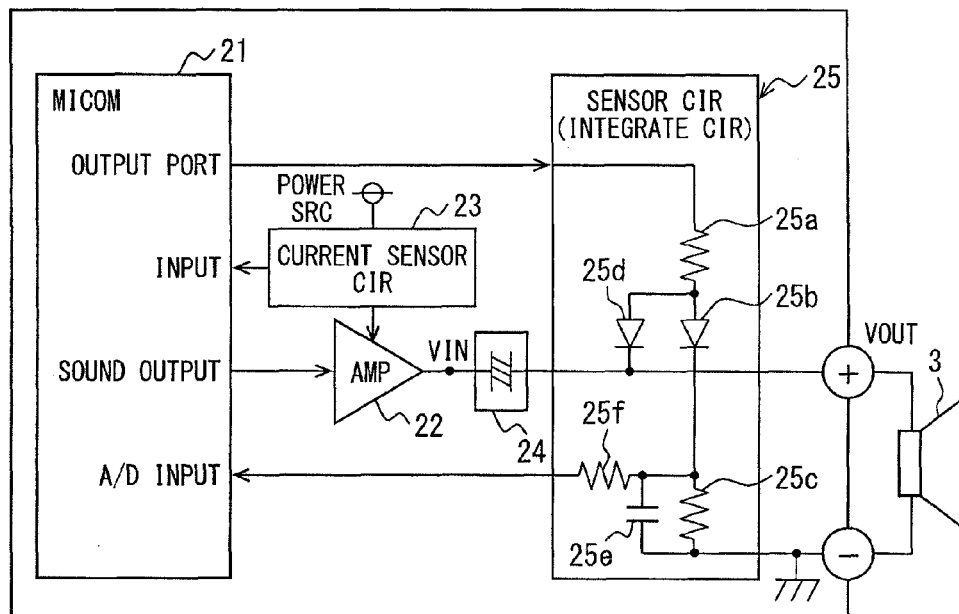 21
MICOM
OUTPUT PORT
INPUT
SOUND OUTPUT
A/D INPUT
POWER
SRC
23
CURRENT SENSOR
CIR
AMP
22
VIN
24
25
SENSOR CIR
(INTEGRATE CIR)
25a
25d
25b
25f
25c
25e
VOUT
+
3
−